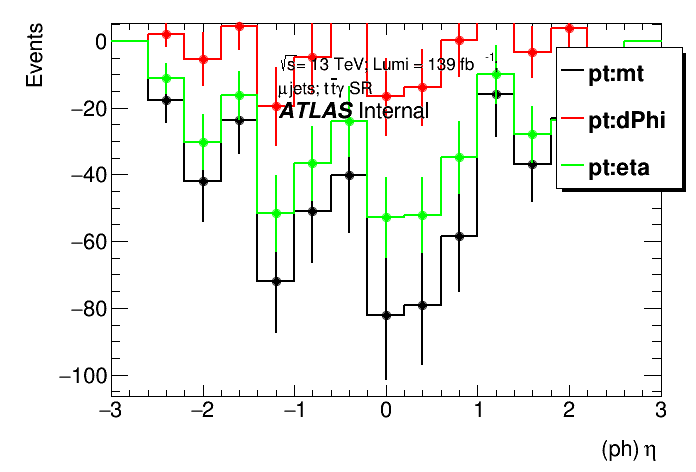 Events
0
−20
−40
−60
−80
−100
−3
−2
−1
0
1
2
3
(ph) η
√s= 13 TeV; Lumi = 139 fb⁻¹;
μjets; tt̄γ SR
ATLAS Internal
pt:mt
pt:dPhi
pt:eta